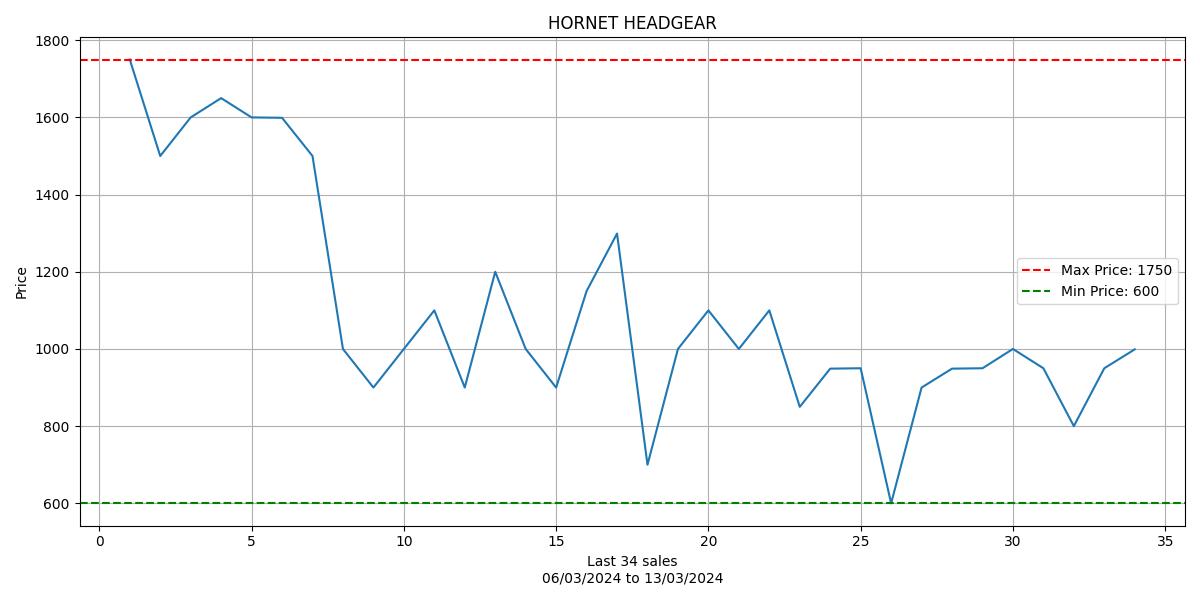 HORNET HEADGEAR
1800
1600
1400
1200
1000
800
600
Price
Max Price: 1750
Min Price: 600
0 5 10 15 20 25 30 35
Last 34 sales
06/03/2024 to 13/03/2024